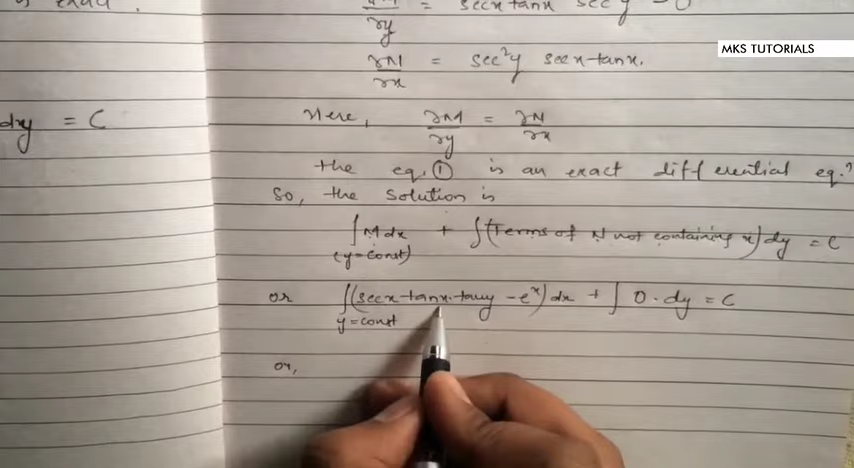 = secx tanx sec y - 0
∂y
MKS TUTORIALS
∂N/∂x = sec²y secx tanx.
dy = C
Here, ∂M/∂y = ∂N/∂x
the eq. ① is an exact differential eq.
So, the solution is
∫ M dx + ∫ (Terms of N not containing x) dy = C
(y = const)
or ∫ (secx tanx. tany - eˣ) dx + ∫ 0 . dy = C
y = const
or,